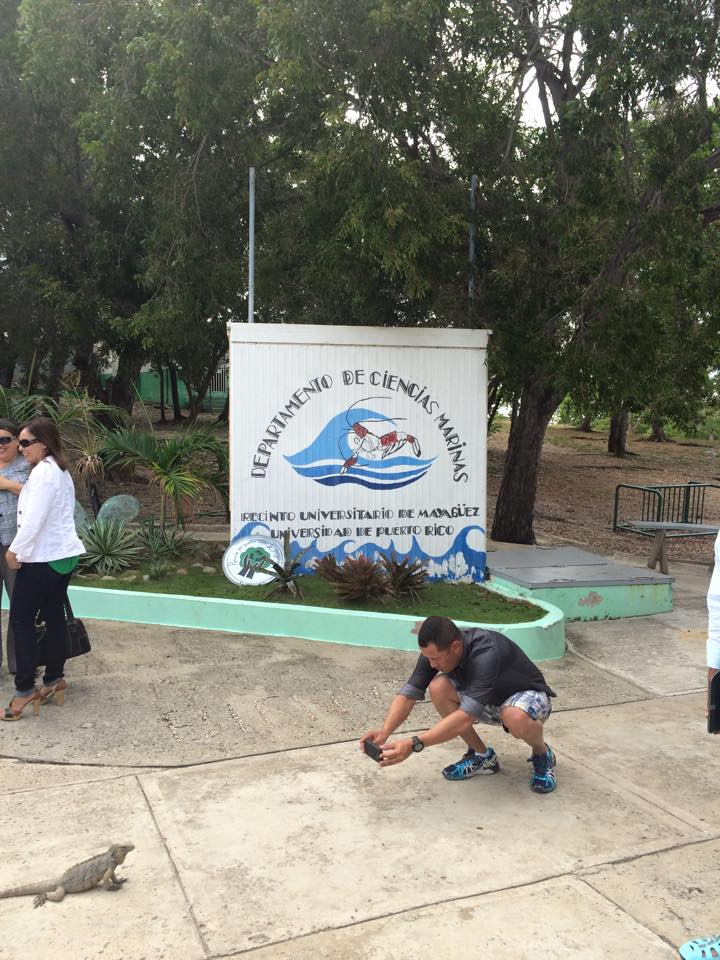 DEPARTAMENTO DE CIENCIAS MARINAS
RECINTO UNIVERSITARIO DE MAYAGÜEZ
UNIVERSIDAD DE PUERTO RICO